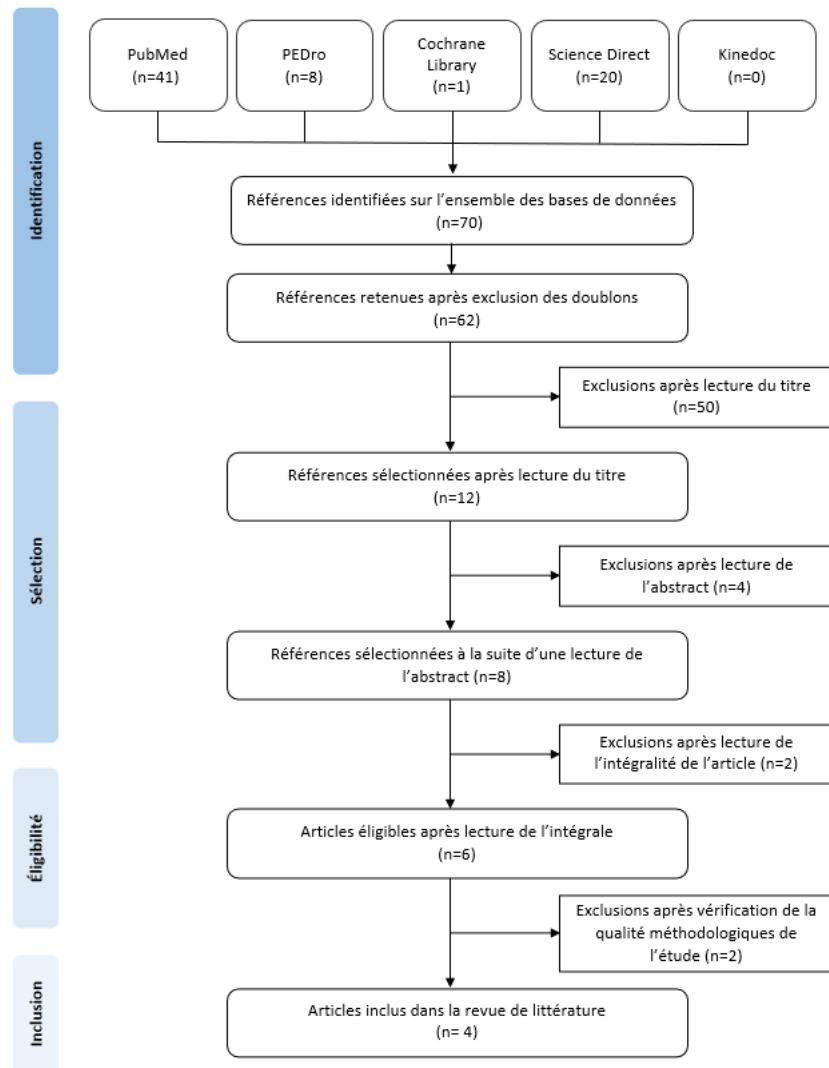 Identification
PubMed
(n=41)
PEDro
(n=8)
Cochrane
Library
(n=1)
Science Direct
(n=20)
Kinedoc
(n=0)
Références identifiées sur l'ensemble des bases de données
(n=70)
Références retenues après exclusion des doublons
(n=62)
Exclusions après lecture du titre
(n=50)
Sélection
Références sélectionnées après lecture du titre
(n=12)
Exclusions après lecture de
l'abstract (n=4)
Références sélectionnées à la suite d'une lecture de
l'abstract (n=8)
Exclusions après lecture de
l'intégralité de l'article (n=2)
Éligibilité
Articles éligibles après lecture de l'intégrale
(n=6)
Exclusions après vérification de la
qualité méthodologiques de
l'étude (n=2)
Inclusion
Articles inclus dans la revue de littérature
(n= 4)